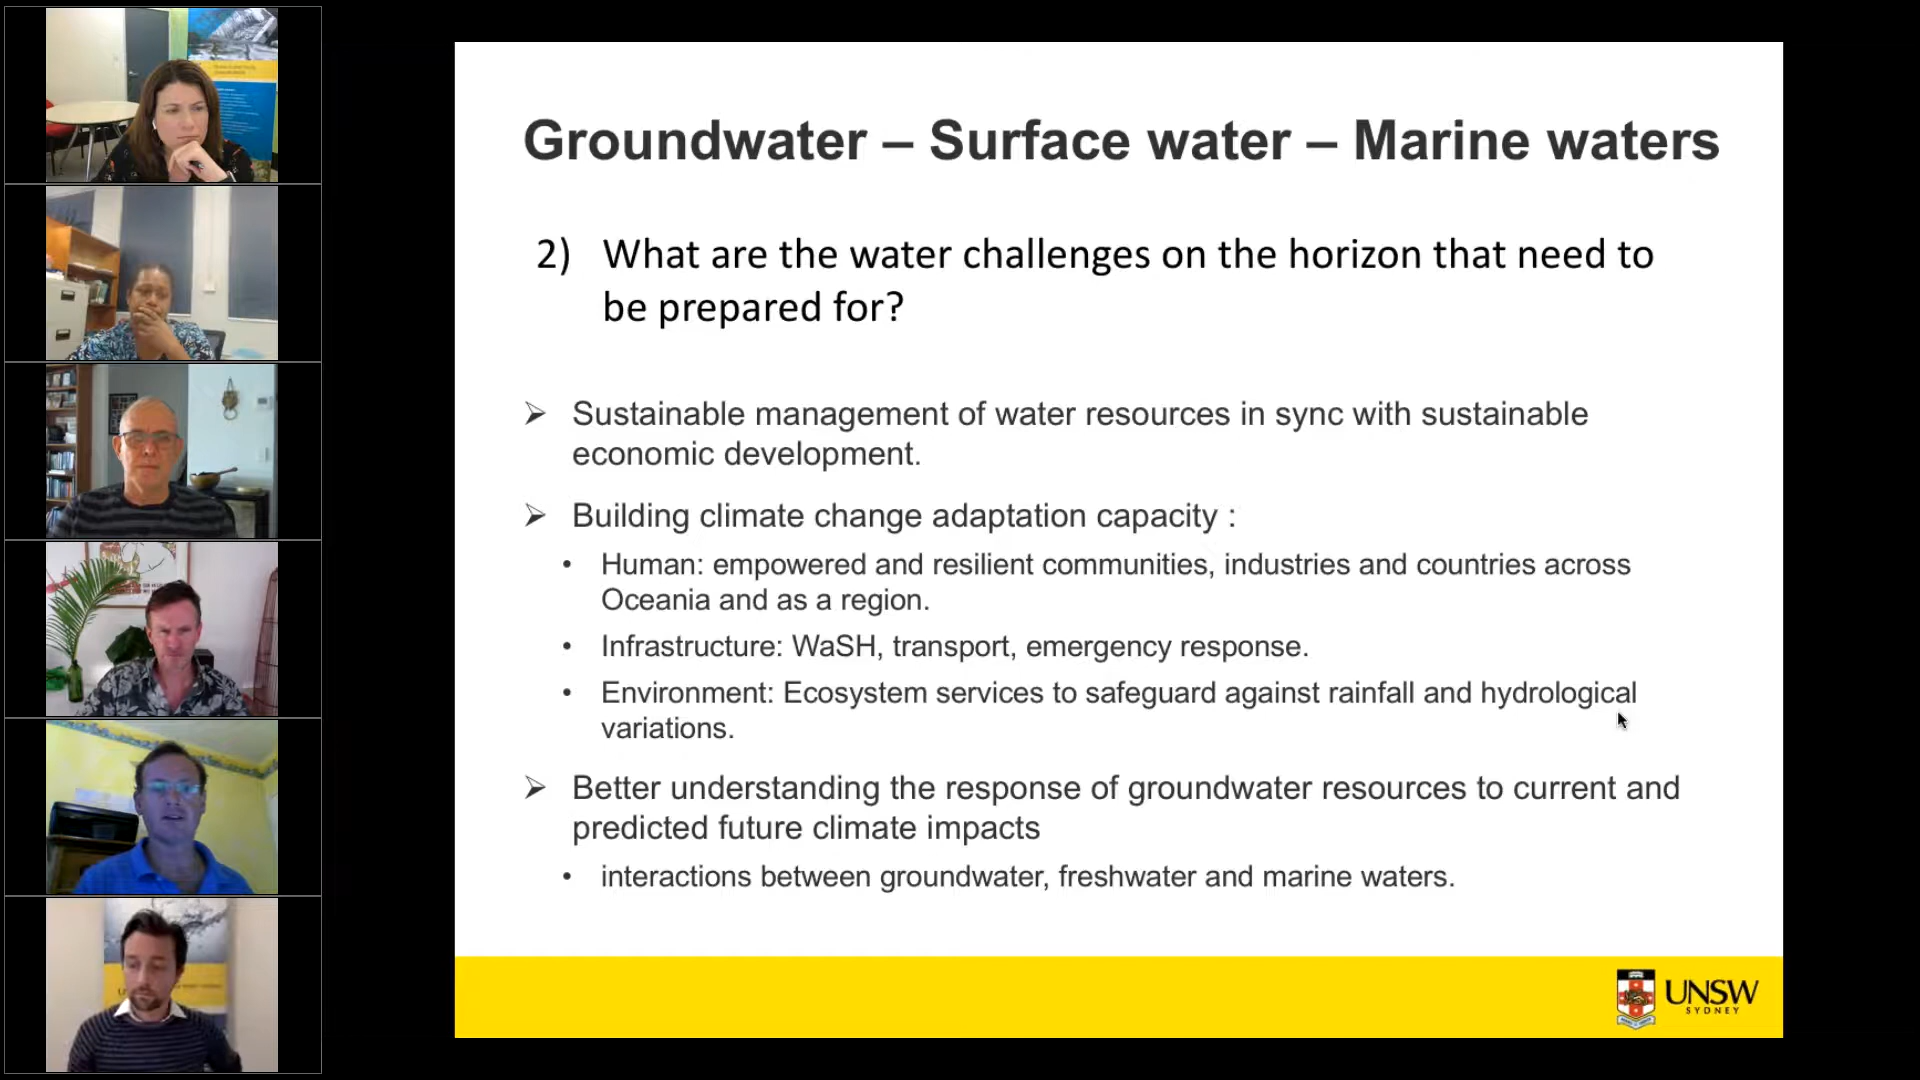 Groundwater – Surface water – Marine waters
2) What are the water challenges on the horizon that need to
be prepared for?
➢ Sustainable management of water resources in sync with sustainable
economic development.
➢ Building climate change adaptation capacity :
• Human: empowered and resilient communities, industries and countries across
Oceania and as a region.
• Infrastructure: WaSH, transport, emergency response.
• Environment: Ecosystem services to safeguard against rainfall and hydrological
variations.
➢ Better understanding the response of groundwater resources to current and
predicted future climate impacts
• interactions between groundwater, freshwater and marine waters.
UNSW
SYDNEY